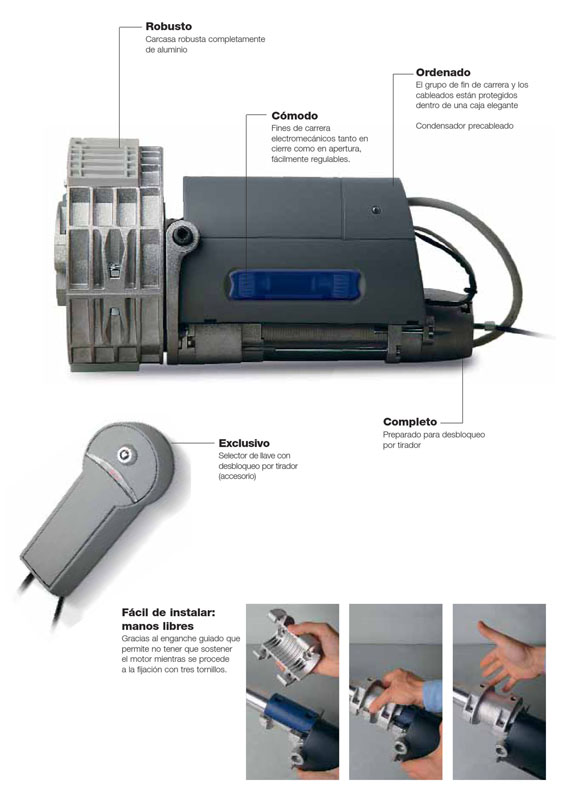 Robusto
Carcasa robusta completamente
de aluminio
Ordenado
El grupo de fin de carrera y los
cableados están protegidos
dentro de una caja elegante
Condensador precableado
Cómodo
Fines de carrera
electromecánicos tanto en
cierre como en apertura,
fácilmente regulables.
Completo
Preparado para desbloqueo
por tirador
Exclusivo
Selector de llave con
desbloqueo por tirador
(accesorio)
Fácil de instalar:
manos libres
Gracias al enganche guiado que
permite no tener que sostener
el motor mientras se procede
a la fijación con tres tornillos.